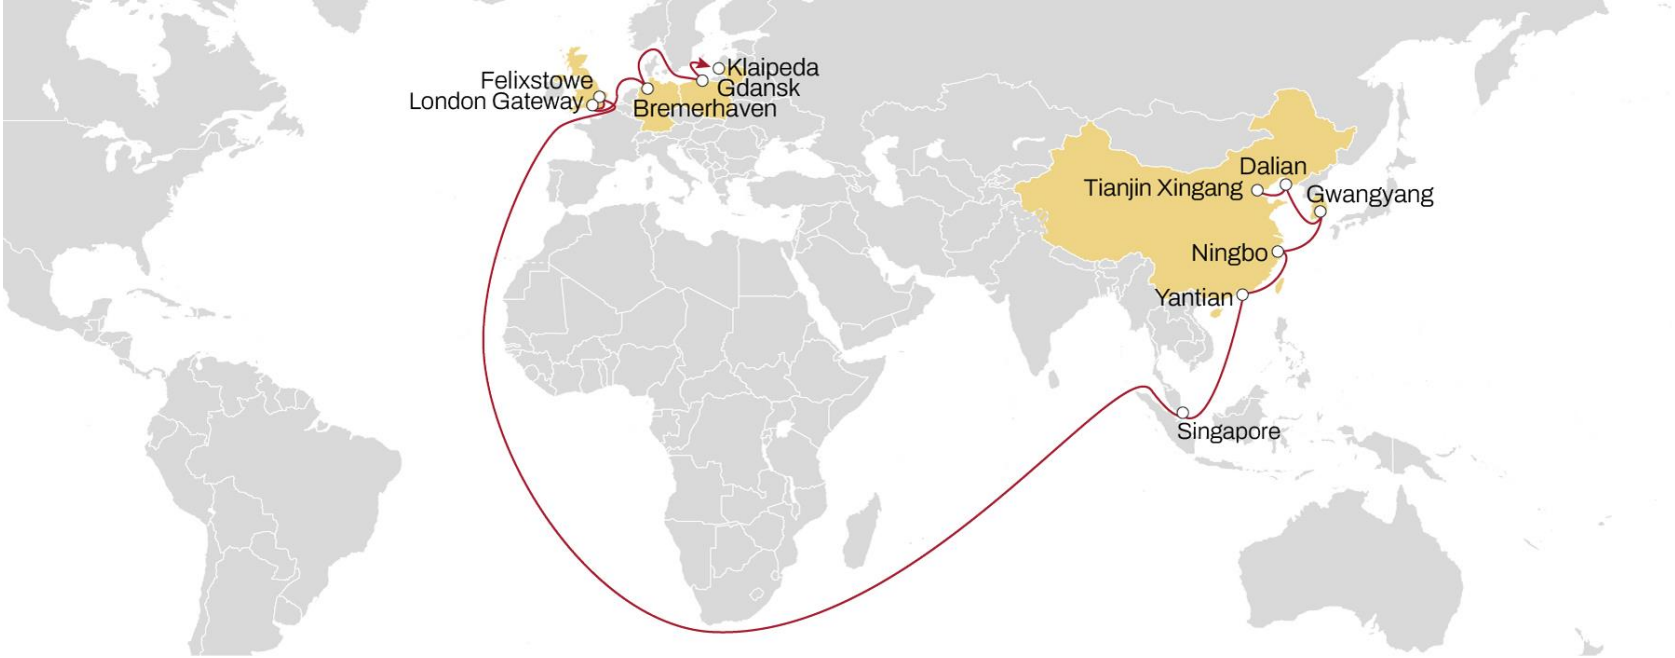 Klaipeda
Felixstowe
Gdansk
London Gateway
Bremerhaven
Dalian
Tianjin Xingang
Gwangyang
Ningbo
Yantian
Singapore